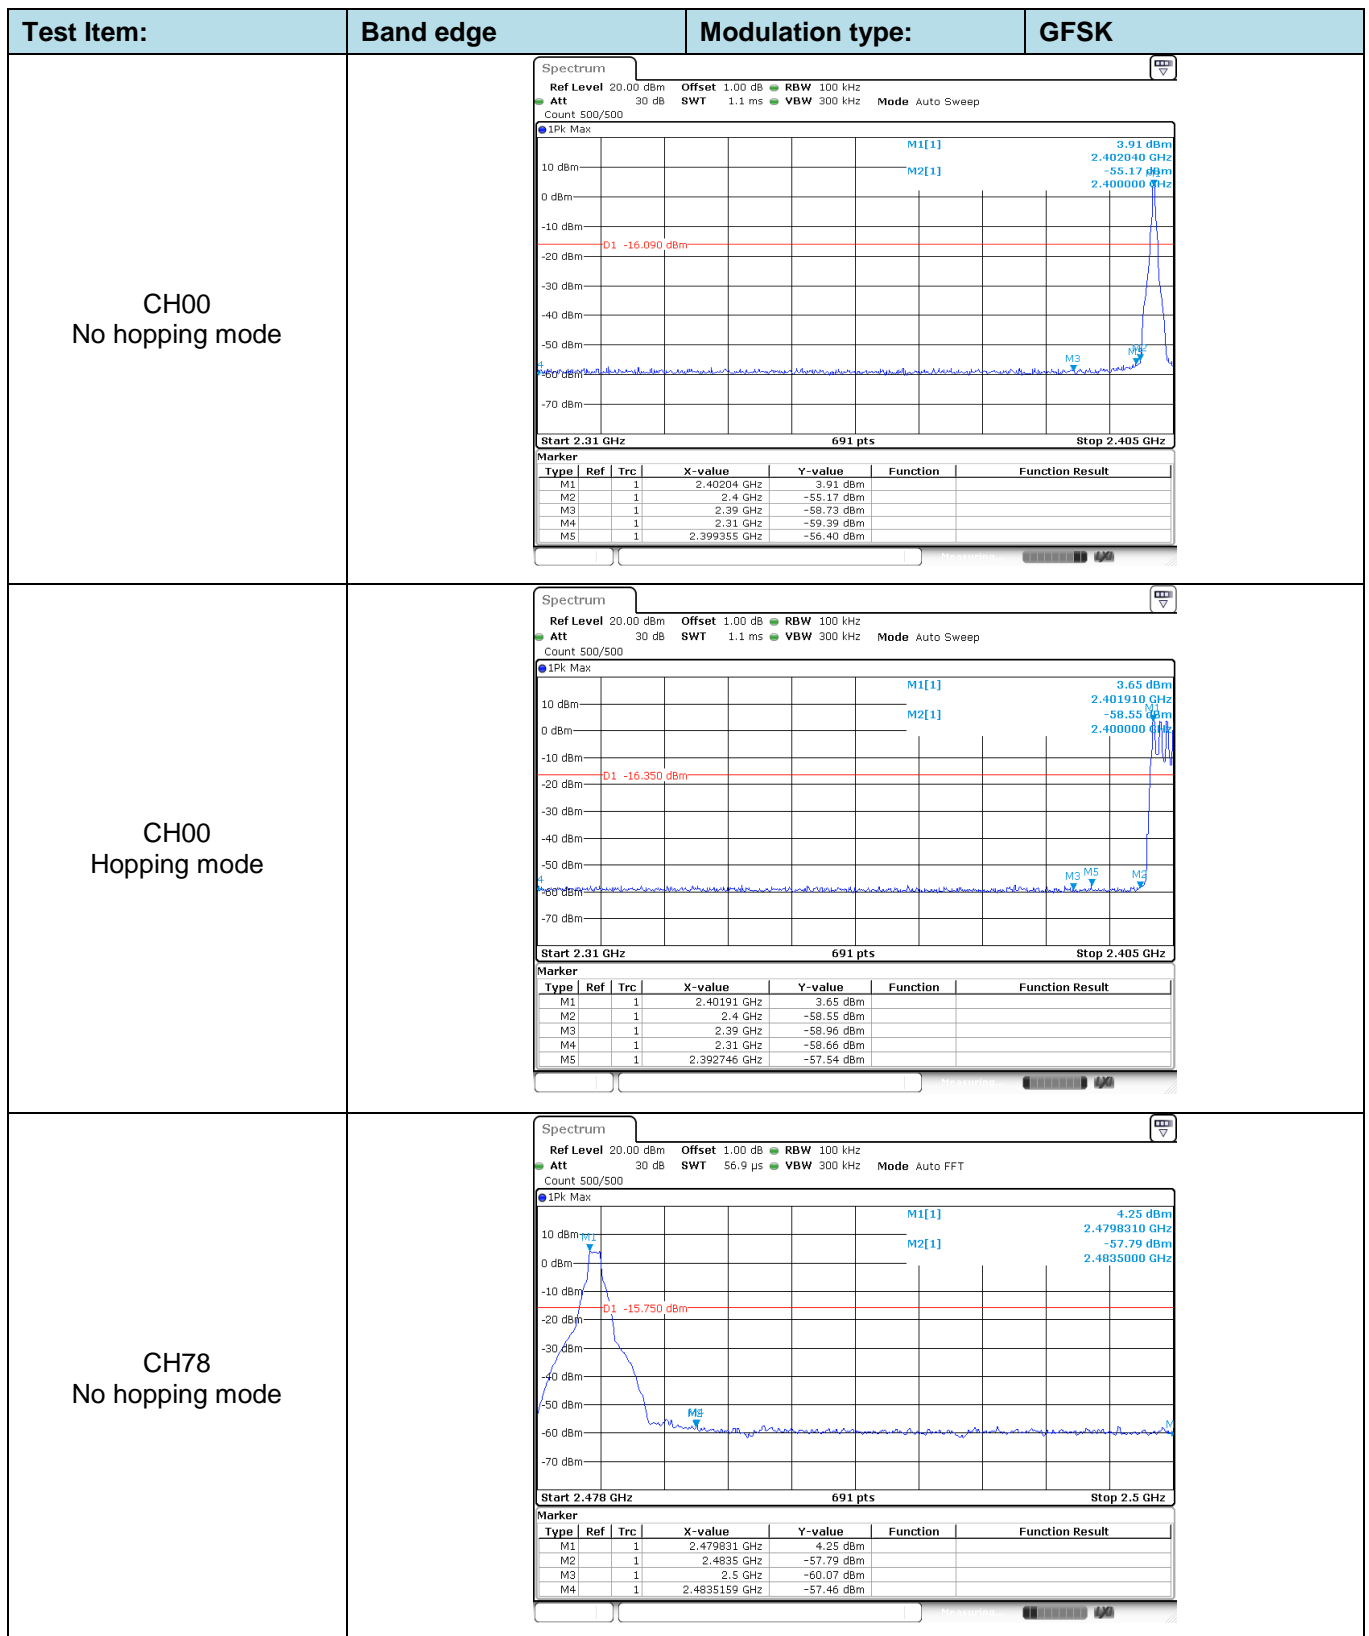 Test Item: Band edge Modulation type: GFSK
CH00
No hopping mode
Spectrum
Ref Level 20.00 dBm Offset 1.00 dB RBW 100 kHz
Att 30 dB SWT 1.1 ms VBW 300 kHz Mode Auto Sweep
Count 500/500
1Pk Max
M1[1] 3.91 dBm
2.402040 GHz
M2[1] -55.17 dBm
2.400000 GHz
10 dBm
0 dBm
-10 dBm
D1 -16.090 dBm
-20 dBm
-30 dBm
-40 dBm
-50 dBm
M3
-60 dBm
-70 dBm
Start 2.31 GHz 691 pts Stop 2.405 GHz
Marker
Type Ref Trc X-value Y-value Function Function Result
M1 1 2.40204 GHz 3.91 dBm
M2 1 2.4 GHz -55.17 dBm
M3 1 2.39 GHz -58.73 dBm
M4 1 2.31 GHz -59.39 dBm
M5 1 2.399355 GHz -56.40 dBm
Measuring...
CH00
Hopping mode
Spectrum
Ref Level 20.00 dBm Offset 1.00 dB RBW 100 kHz
Att 30 dB SWT 1.1 ms VBW 300 kHz Mode Auto Sweep
Count 500/500
1Pk Max
M1[1] 3.65 dBm
2.401910 GHz
M2[1] -58.55 dBm
2.400000 GHz
M1
10 dBm
0 dBm
-10 dBm
D1 -16.350 dBm
-20 dBm
-30 dBm
-40 dBm
-50 dBm
M3 M5 M2
-60 dBm
-70 dBm
Start 2.31 GHz 691 pts Stop 2.405 GHz
Marker
Type Ref Trc X-value Y-value Function Function Result
M1 1 2.40191 GHz 3.65 dBm
M2 1 2.4 GHz -58.55 dBm
M3 1 2.39 GHz -58.96 dBm
M4 1 2.31 GHz -58.66 dBm
M5 1 2.392746 GHz -57.54 dBm
Measuring...
CH78
No hopping mode
Spectrum
Ref Level 20.00 dBm Offset 1.00 dB RBW 100 kHz
Att 30 dB SWT 56.9 µs VBW 300 kHz Mode Auto FFT
Count 500/500
1Pk Max
M1[1] 4.25 dBm
2.4798310 GHz
M2[1] -57.79 dBm
2.4835000 GHz
10 dBm
M1
0 dBm
-10 dBm
D1 -15.750 dBm
-20 dBm
-30 dBm
-40 dBm
-50 dBm
-60 dBm
-70 dBm
Start 2.478 GHz 691 pts Stop 2.5 GHz
Marker
Type Ref Trc X-value Y-value Function Function Result
M1 1 2.479831 GHz 4.25 dBm
M2 1 2.4835 GHz -57.79 dBm
M3 1 2.5 GHz -60.07 dBm
M4 1 2.4835159 GHz -57.46 dBm
Measuring...